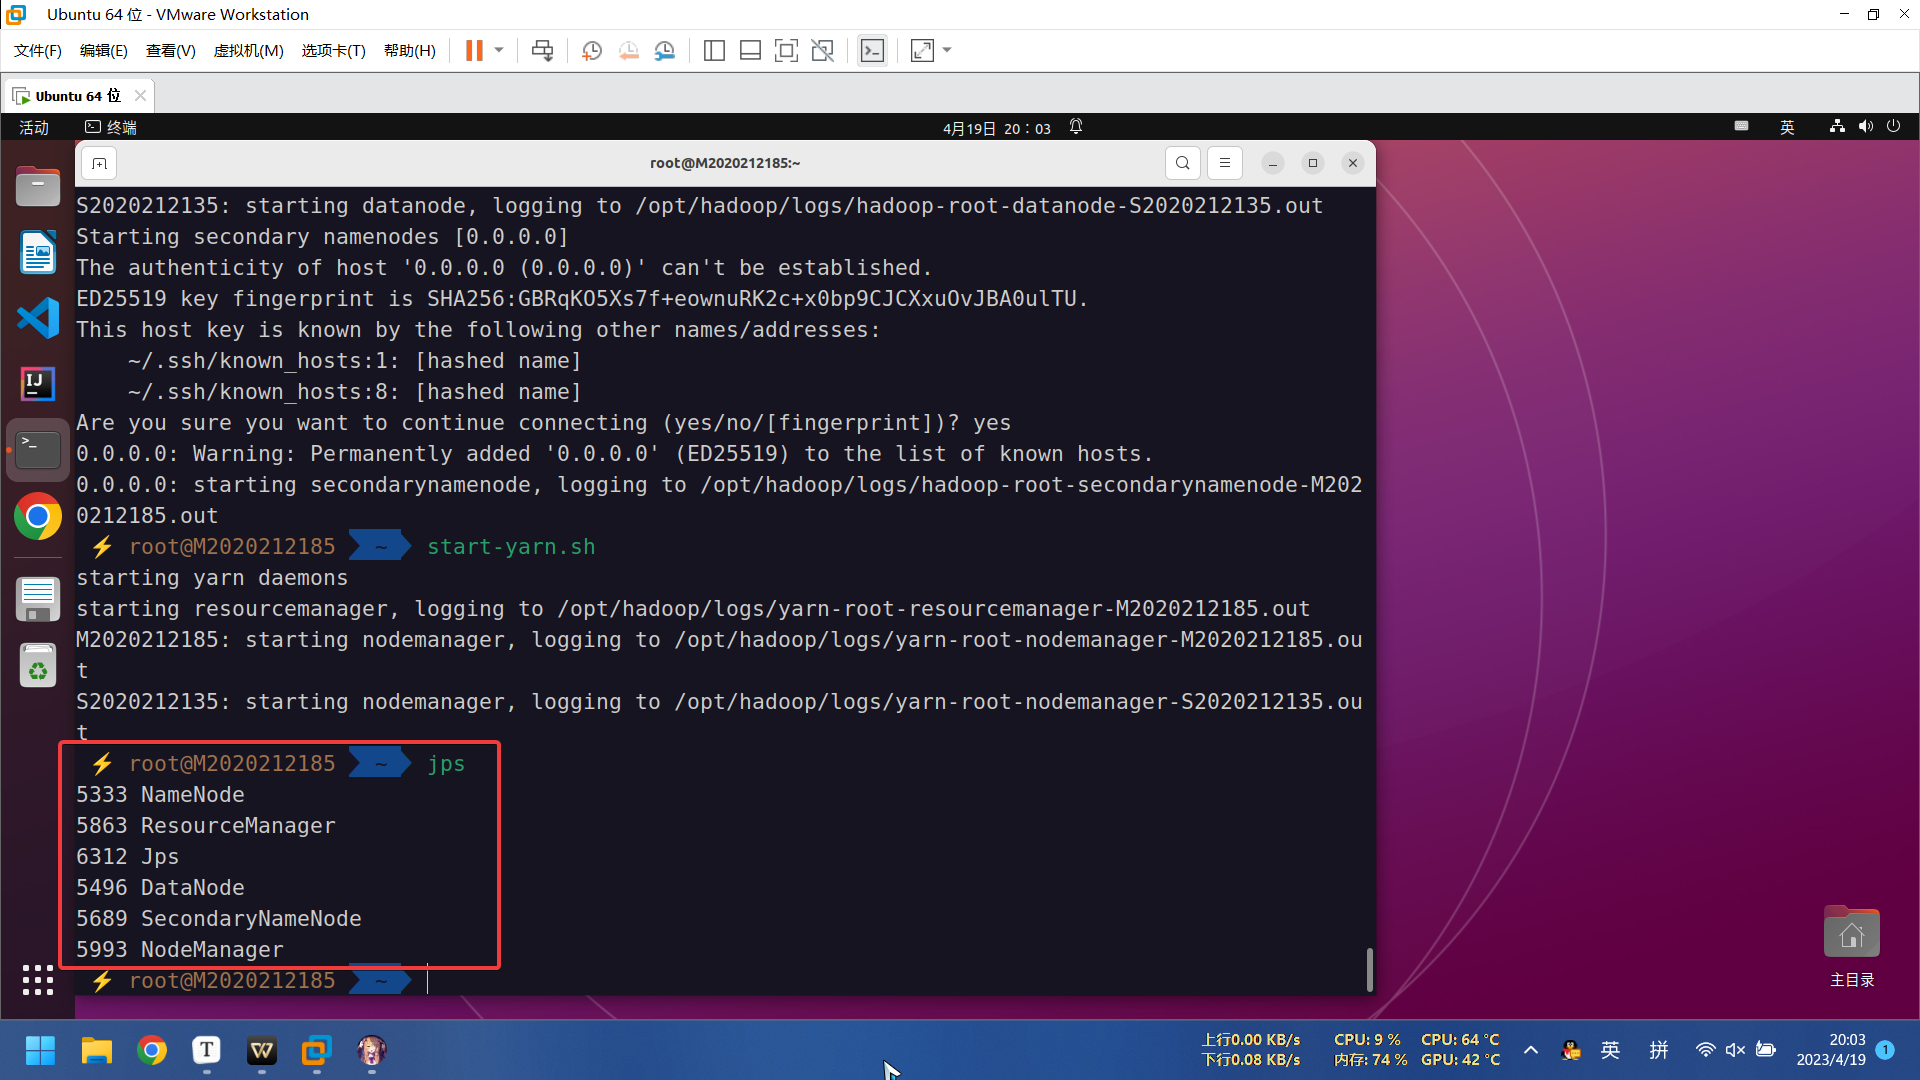 Ubuntu 64 位 - VMware Workstation
文件(F) 编辑(E) 查看(V) 虚拟机(M) 选项卡(T) 帮助(H)
Ubuntu 64 位
活动 终端 4月19日 20：03 英
root@M2020212185:~
S2020212135: starting datanode, logging to /opt/hadoop/logs/hadoop-root-datanode-S2020212135.out
Starting secondary namenodes [0.0.0.0]
The authenticity of host '0.0.0.0 (0.0.0.0)' can't be established.
ED25519 key fingerprint is SHA256:GBRqKO5Xs7f+eownuRK2c+x0bp9CJCXxuOvJBA0ulTU.
This host key is known by the following other names/addresses:
    ~/.ssh/known_hosts:1: [hashed name]
    ~/.ssh/known_hosts:8: [hashed name]
Are you sure you want to continue connecting (yes/no/[fingerprint])? yes
0.0.0.0: Warning: Permanently added '0.0.0.0' (ED25519) to the list of known hosts.
0.0.0.0: starting secondarynamenode, logging to /opt/hadoop/logs/hadoop-root-secondarynamenode-M202
0212185.out
⚡ root@M2020212185 ~ start-yarn.sh
starting yarn daemons
starting resourcemanager, logging to /opt/hadoop/logs/yarn-root-resourcemanager-M2020212185.out
M2020212185: starting nodemanager, logging to /opt/hadoop/logs/yarn-root-nodemanager-M2020212185.ou
t
S2020212135: starting nodemanager, logging to /opt/hadoop/logs/yarn-root-nodemanager-S2020212135.ou
t
⚡ root@M2020212185 ~ jps
5333 NameNode
5863 ResourceManager
6312 Jps
5496 DataNode
5689 SecondaryNameNode
5993 NodeManager
⚡ root@M2020212185 ~
主目录
上行0.00 KB/s CPU: 9 % CPU: 64 °C
下行0.08 KB/s 内存: 74 % GPU: 42 °C
英 拼
20:03
2023/4/19
1